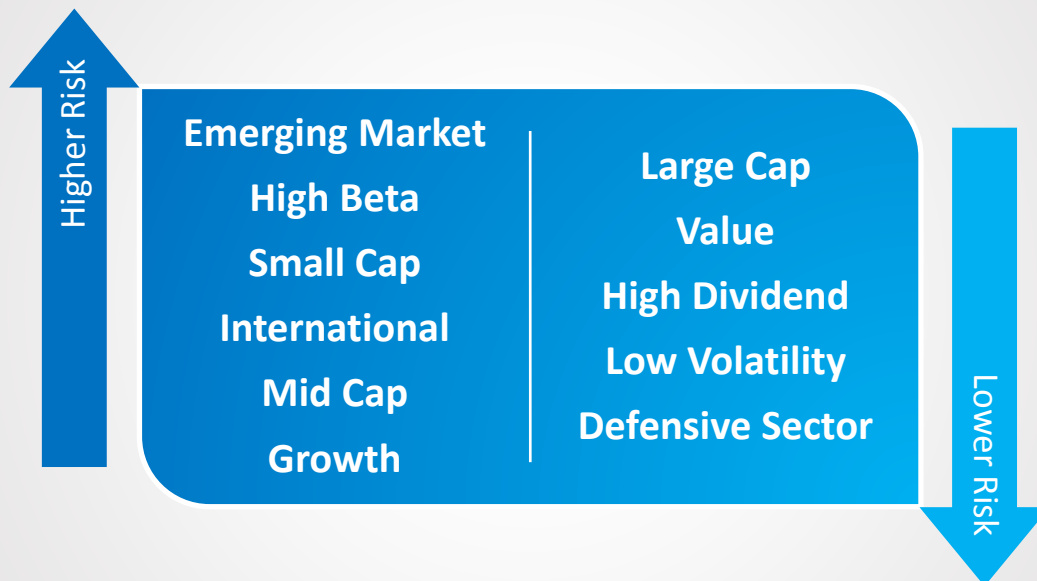 Higher Risk
Emerging Market
High Beta
Small Cap
International
Mid Cap
Growth
Large Cap
Value
High Dividend
Low Volatility
Defensive Sector
Lower Risk